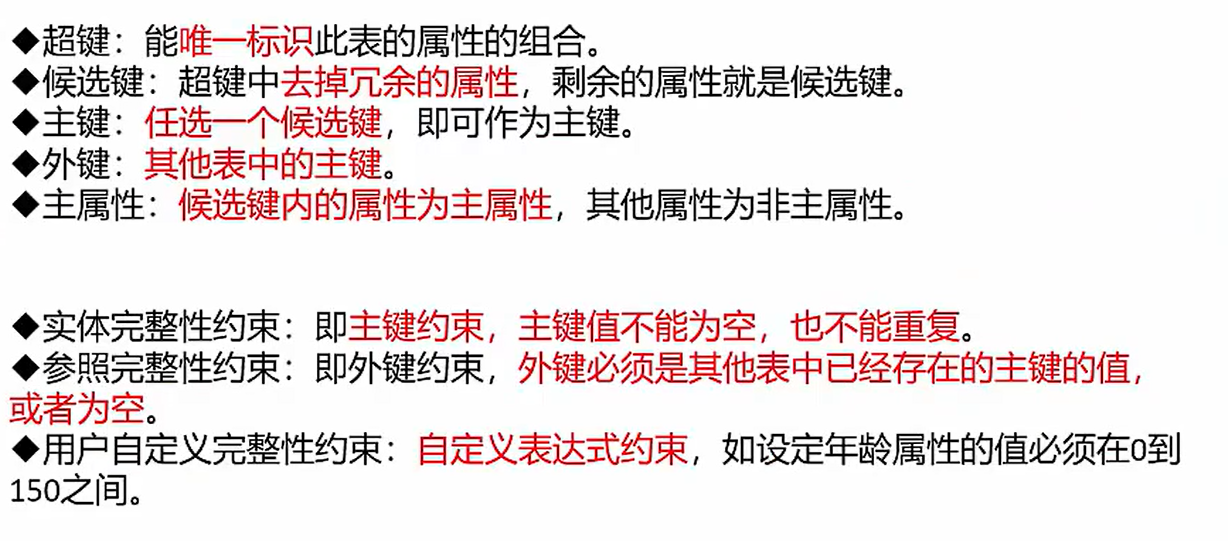 ◆超键：能唯一标识此表的属性的组合。
◆候选键：超键中去掉冗余的属性，剩余的属性就是候选键。
◆主键：任选一个候选键，即可作为主键。
◆外键：其他表中的主键。
◆主属性：候选键内的属性为主属性，其他属性为非主属性。
◆实体完整性约束：即主键约束，主键值不能为空，也不能重复。
◆参照完整性约束：即外键约束，外键必须是其他表中已经存在的主键的值，
或者为空。
◆用户自定义完整性约束：自定义表达式约束，如设定年龄属性的值必须在0到
150之间。